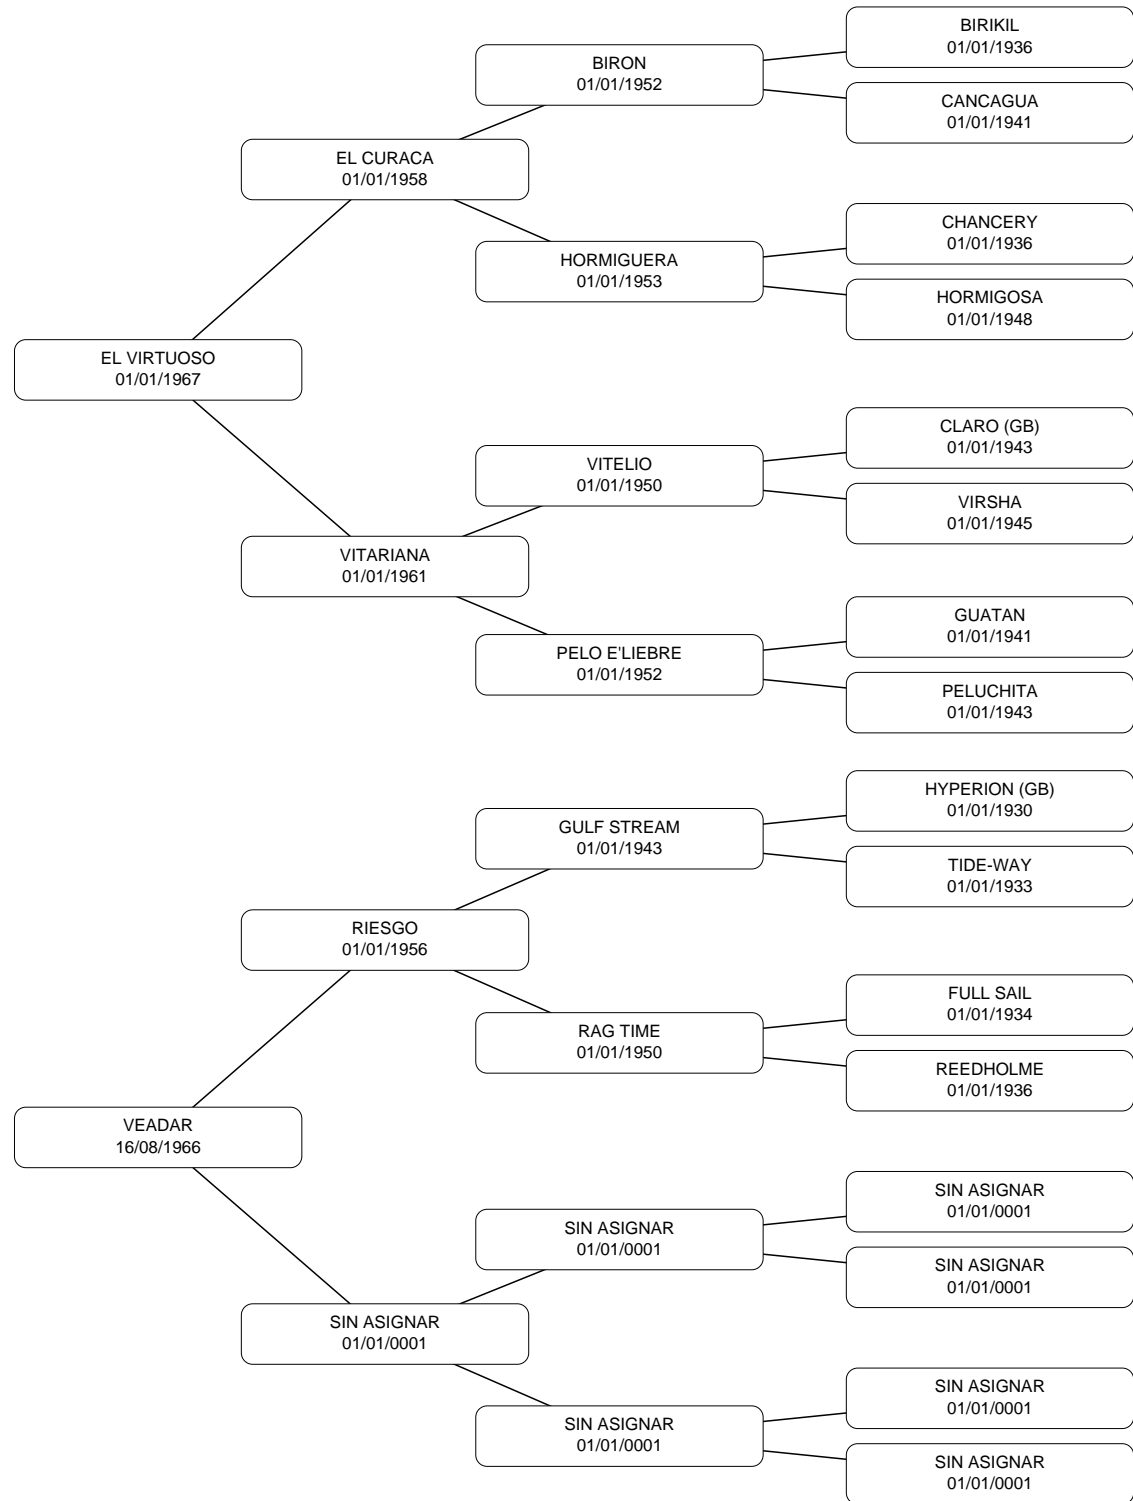 BIRIKIL
01/01/1936
BIRON
01/01/1952
CANCAGUA
01/01/1941
EL CURACA
01/01/1958
CHANCERY
01/01/1936
HORMIGUERA
01/01/1953
HORMIGOSA
01/01/1948
EL VIRTUOSO
01/01/1967
CLARO (GB)
01/01/1943
VITELIO
01/01/1950
VIRSHA
01/01/1945
VITARIANA
01/01/1961
GUATAN
01/01/1941
PELO E'LIEBRE
01/01/1952
PELUCHITA
01/01/1943
HYPERION (GB)
01/01/1930
GULF STREAM
01/01/1943
TIDE-WAY
01/01/1933
RIESGO
01/01/1956
FULL SAIL
01/01/1934
RAG TIME
01/01/1950
REEDHOLME
01/01/1936
VEADAR
16/08/1966
SIN ASIGNAR
01/01/0001
SIN ASIGNAR
01/01/0001
SIN ASIGNAR
01/01/0001
SIN ASIGNAR
01/01/0001
SIN ASIGNAR
01/01/0001
SIN ASIGNAR
01/01/0001
SIN ASIGNAR
01/01/0001